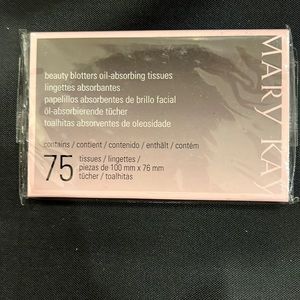 beauty blotters oil-absorbing tissues
lingettes absorbantes
papelillos absorbentes de brillo facial
öl-absorbierende tücher
toalhitas absorventes de oleosidade
contains / contient / contenido / enthält / contém
75 tissues / lingettes /
piezas de 100 mm x 76 mm
tücher / toalhitas
MARY KAY